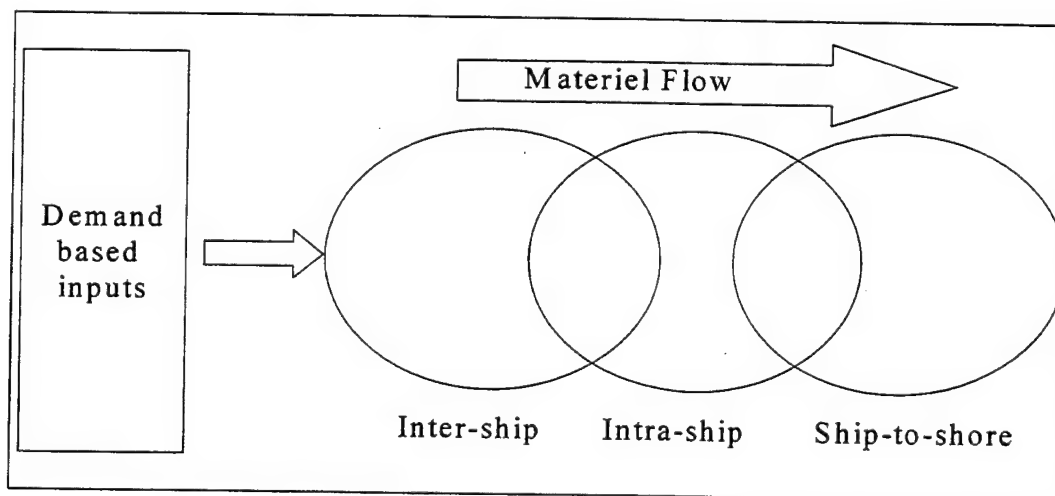 Materiel Flow
Demand
based
inputs
Inter-ship
Intra-ship
Ship-to-shore